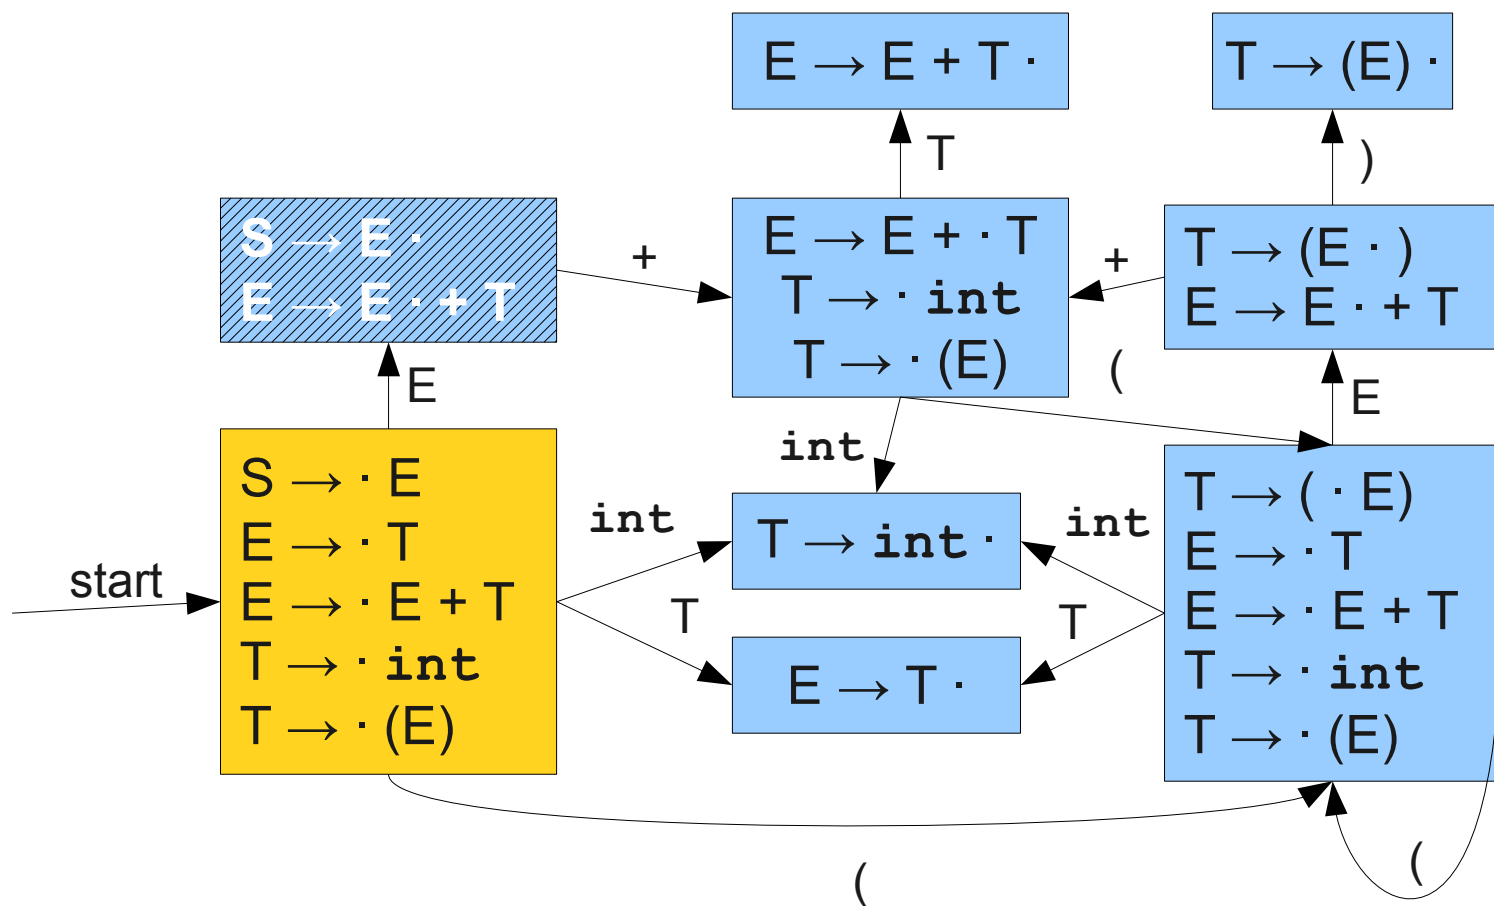 E → E + T ·
T → (E) ·
T
)
S → E ·
E → E · + T
+
E → E + · T
T → · int
T → · (E)
+
T → (E · )
E → E · + T
E
(
E
int
S → · E
E → · T
E → · E + T
T → · int
T → · (E)
start
int
T → int ·
int
T
E → T ·
T
T → ( · E)
E → · T
E → · E + T
T → · int
T → · (E)
(
(